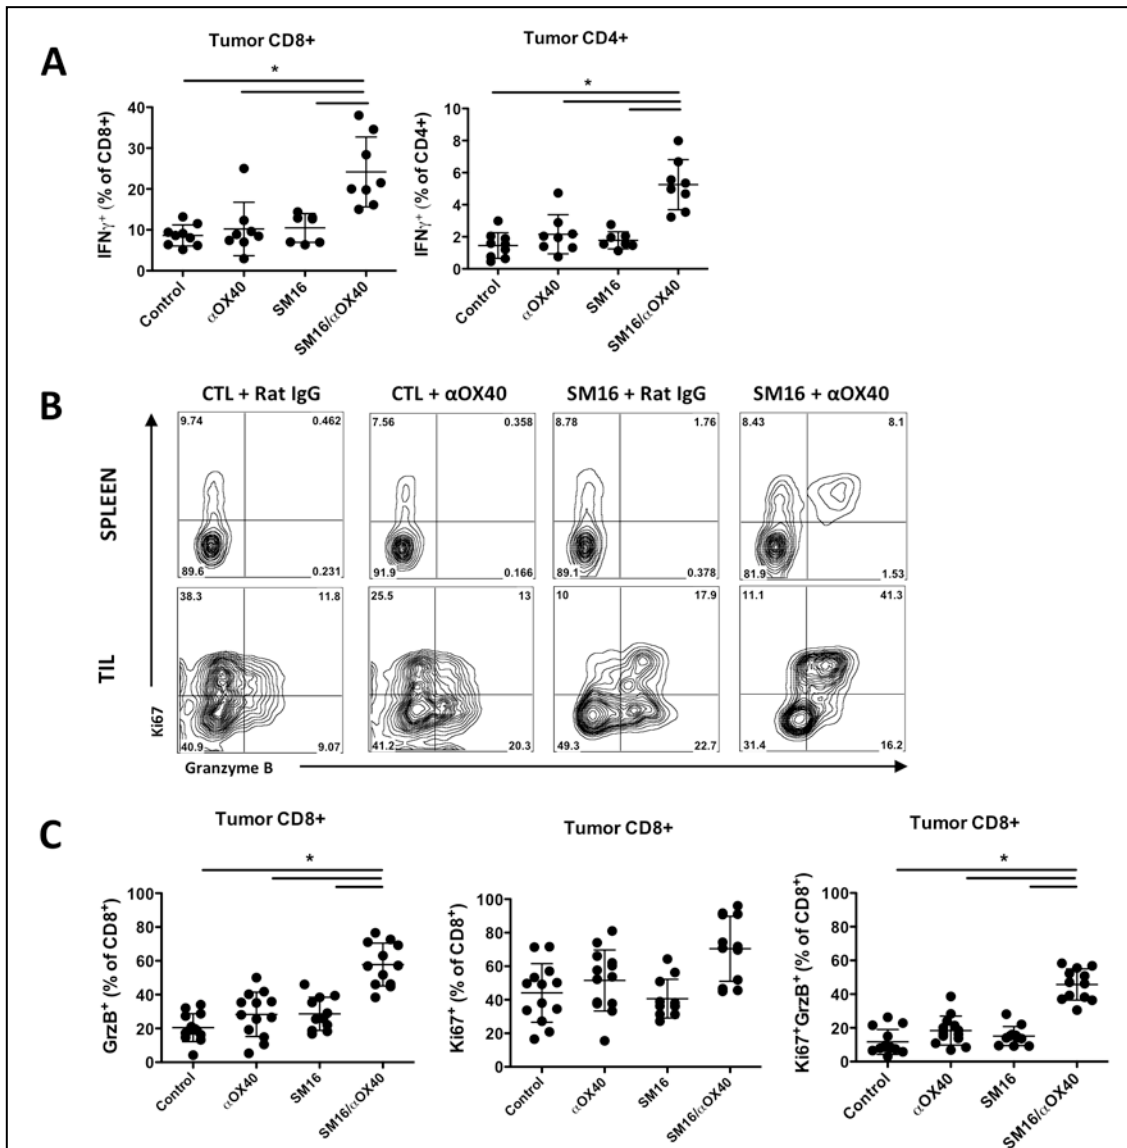 A
Tumor CD8+
*
IFNγ⁺ (% of CD8+)
40
30
20
10
0
Control
αOX40
SM16
SM16/αOX40
Tumor CD4+
*
IFNγ⁺ (% of CD4+)
10
8
6
4
2
0
Control
αOX40
SM16
SM16/αOX40
B
CTL + Rat IgG
CTL + αOX40
SM16 + Rat IgG
SM16 + αOX40
SPLEEN
9.74 0.462
89.6 0.231
7.56 0.358
91.9 0.166
8.78 1.76
89.1 0.378
8.43 8.1
81.9 1.53
TIL
38.3 11.8
40.9 9.07
25.5 13
41.2 20.3
10 17.9
49.3 22.7
11.1 41.3
31.4 16.2
Ki67
Granzyme B
C
Tumor CD8+
*
GrzB⁺ (% of CD8⁺)
100
80
60
40
20
0
Control
αOX40
SM16
SM16/αOX40
Tumor CD8+
Ki67⁺ (% of CD8⁺)
100
80
60
40
20
0
Control
αOX40
SM16
SM16/αOX40
Tumor CD8+
*
Ki67⁺GrzB⁺ (% of CD8⁺)
100
80
60
40
20
0
Control
αOX40
SM16
SM16/αOX40